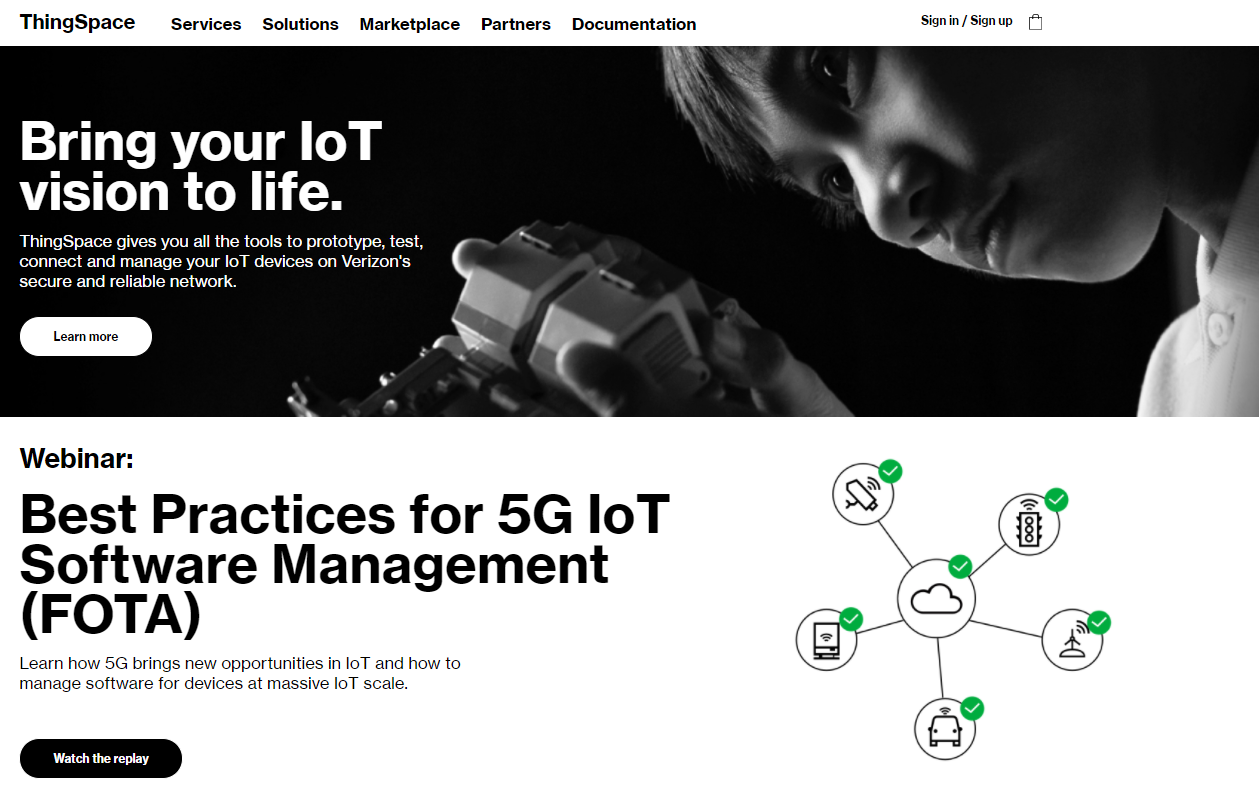 ThingSpace
Services
Solutions
Marketplace
Partners
Documentation
Sign in / Sign up
Bring your IoT
vision to life.
ThingSpace gives you all the tools to prototype, test,
connect and manage your IoT devices on Verizon's
secure and reliable network.
Learn more
Webinar:
Best Practices for 5G IoT
Software Management
(FOTA)
Learn how 5G brings new opportunities in IoT and how to
manage software for devices at massive IoT scale.
Watch the replay